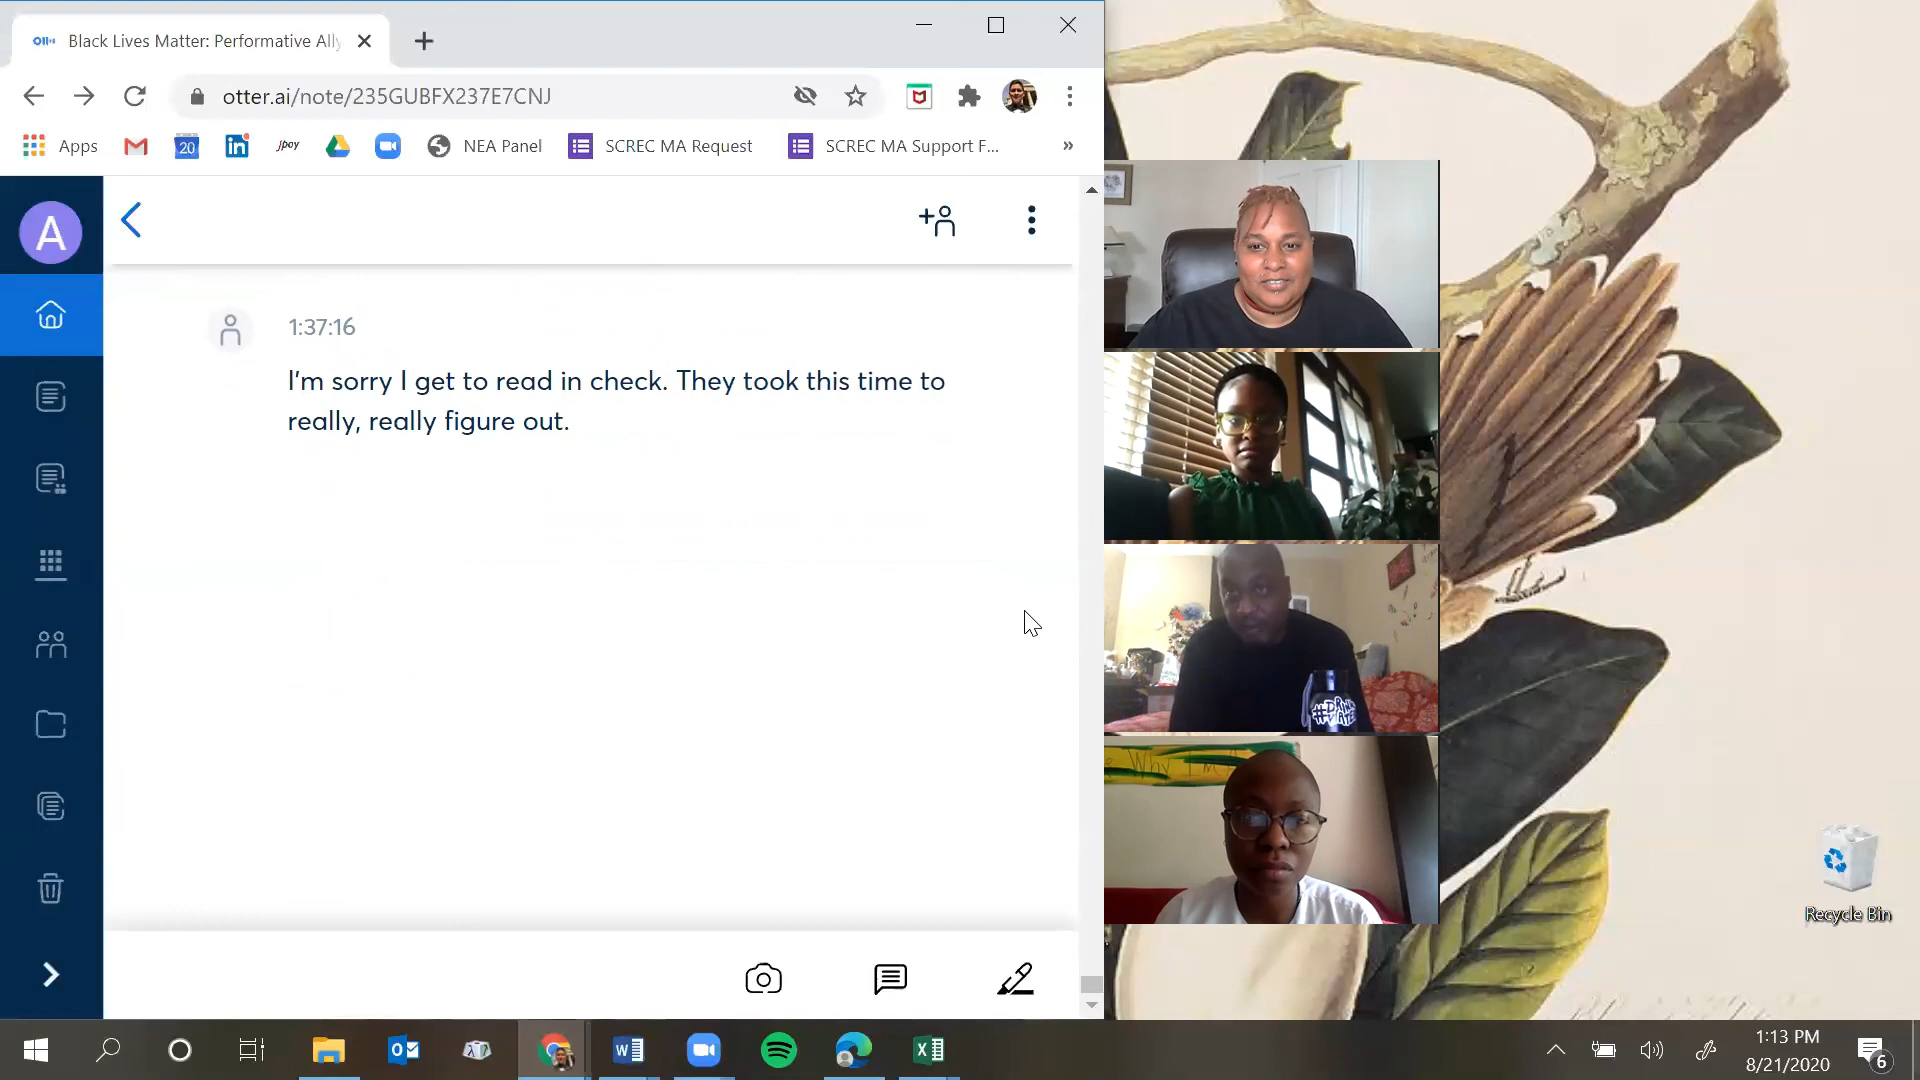 Black Lives Matter: Performative Ally
otter.ai/note/235GUBFX237E7CNJ
Apps
20
in
jpay
NEA Panel
SCREC MA Request
SCREC MA Support F...
A
1:37:16
I'm sorry I get to read in check. They took this time to
really, really figure out.
Why I'm
Recycle Bin
1:13 PM
8/21/2020
6